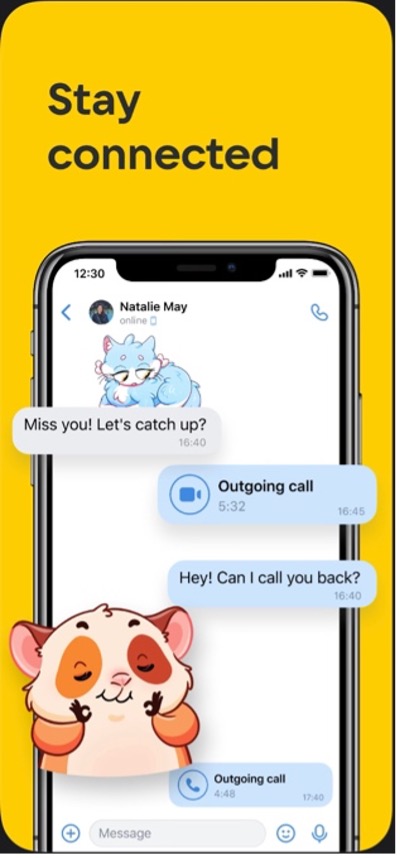 Stay
connected
12:30
Natalie May
online
Miss you! Let's catch up?
16:40
Outgoing call
5:32
16:45
Hey! Can I call you back?
16:40
Outgoing call
4:48
17:40
Message